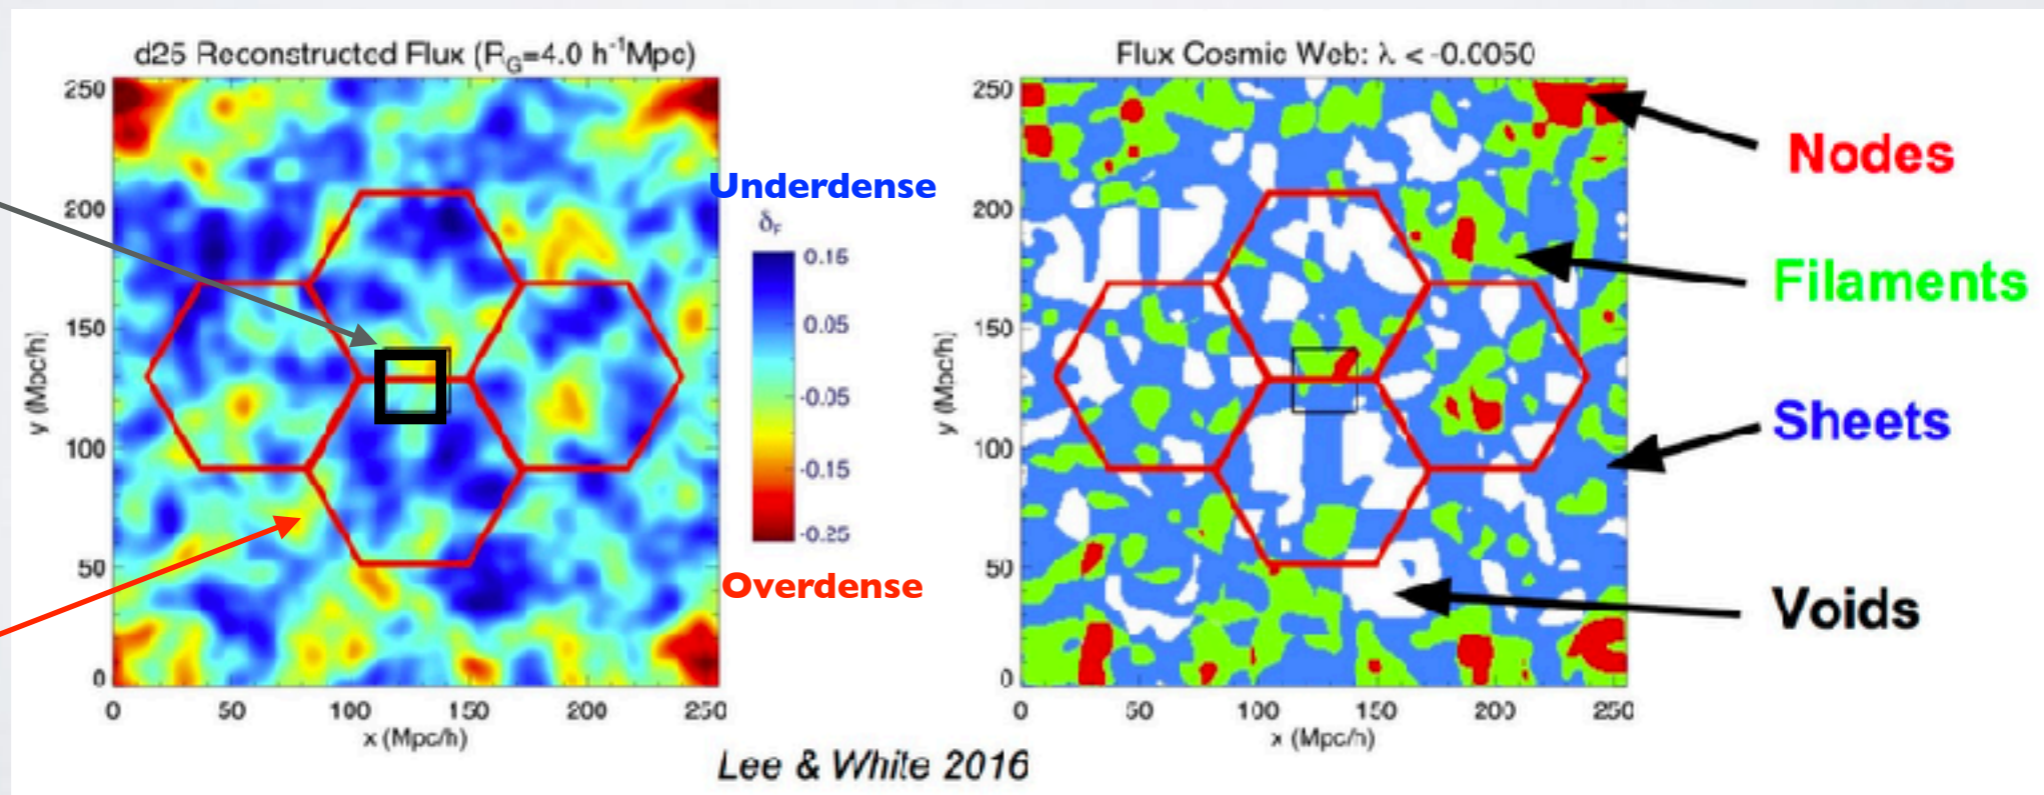 d25 Reconstructed Flux (RG=4.0 h-1Mpc)
250
200
150
100
50
0
y (Mpc/h)
0 50 100 150 200 250
x (Mpc/h)
Underdense
δF
0.15
0.05
-0.05
-0.15
-0.25
Overdense
Flux Cosmic Web: λ < -0.0050
250
200
150
100
50
0
y (Mpc/h)
0 50 100 150 200 250
x (Mpc/h)
Nodes
Filaments
Sheets
Voids
Lee & White 2016